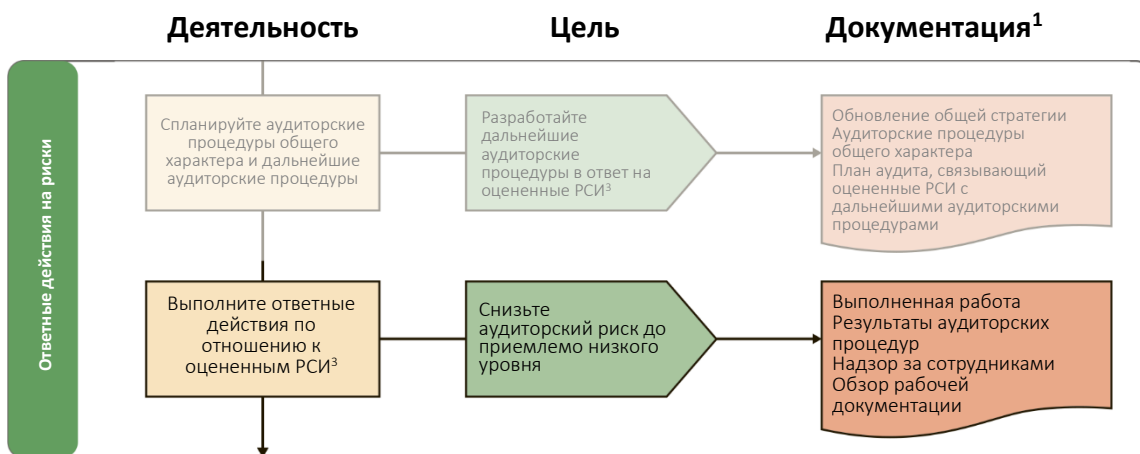 Деятельность
Цель
Документация¹
Ответные действия на риски
Спланируйте аудиторские
процедуры общего
характера и дальнейшие
аудиторские процедуры
Разработайте
дальнейшие
аудиторские
процедуры в ответ на
оцененные РСИ³
Обновление общей стратегии
Аудиторские процедуры
общего характера
План аудита, связывающий
оцененные РСИ с
дальнейшими аудиторскими
процедурами
Выполните ответные
действия по
отношению к
оцененным РСИ³
Снизьте
аудиторский риск до
приемлемо низкого
уровня
Выполненная работа
Результаты аудиторских
процедур
Надзор за сотрудниками
Обзор рабочей
документации